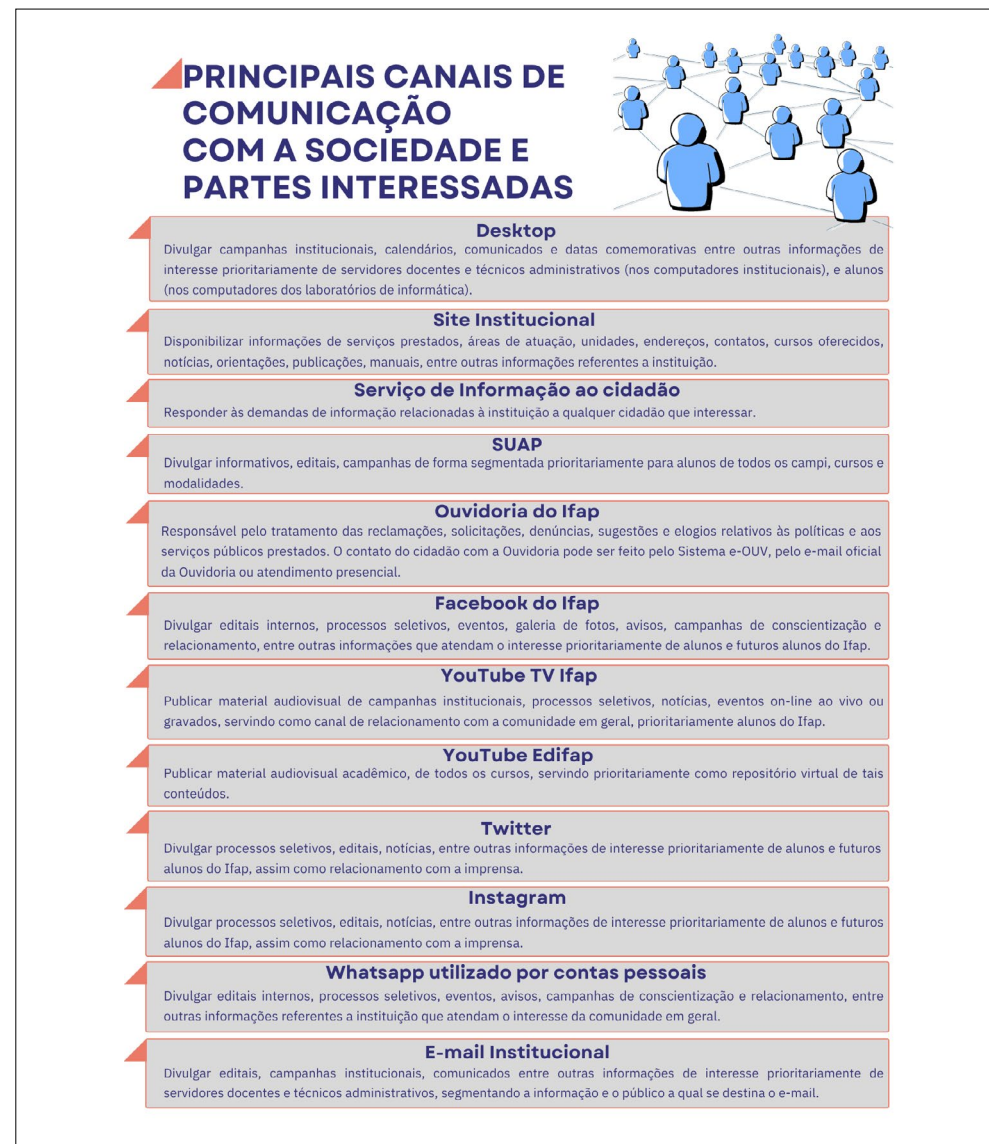 PRINCIPAIS CANAIS DE
COMUNICAÇÃO
COM A SOCIEDADE E
PARTES INTERESSADAS
Desktop
Divulgar campanhas institucionais, calendários, comunicados e datas comemorativas entre outras informações de
interesse prioritariamente de servidores docentes e técnicos administrativos (nos computadores institucionais), e alunos
(nos computadores dos laboratórios de informática).
Site Institucional
Disponibilizar informações de serviços prestados, áreas de atuação, unidades, endereços, contatos, cursos oferecidos,
notícias, orientações, publicações, manuais, entre outras informações referentes a instituição.
Serviço de Informação ao cidadão
Responder às demandas de informação relacionadas à instituição a qualquer cidadão que interessar.
SUAP
Divulgar informativos, editais, campanhas de forma segmentada prioritariamente para alunos de todos os campi, cursos e
modalidades.
Ouvidoria do Ifap
Responsável pelo tratamento das reclamações, solicitações, denúncias, sugestões e elogios relativos às políticas e aos
serviços públicos prestados. O contato do cidadão com a Ouvidoria pode ser feito pelo Sistema e-OUV, pelo e-mail oficial
da Ouvidoria ou atendimento presencial.
Facebook do Ifap
Divulgar editais internos, processos seletivos, eventos, galeria de fotos, avisos, campanhas de conscientização e
relacionamento, entre outras informações que atendam o interesse prioritariamente de alunos e futuros alunos do Ifap.
YouTube TV Ifap
Publicar material audiovisual de campanhas institucionais, processos seletivos, notícias, eventos on-line ao vivo ou
gravados, servindo como canal de relacionamento com a comunidade em geral, prioritariamente alunos do Ifap.
YouTube Edifap
Publicar material audiovisual acadêmico, de todos os cursos, servindo prioritariamente como repositório virtual de tais
conteúdos.
Twitter
Divulgar processos seletivos, editais, notícias, entre outras informações de interesse prioritariamente de alunos e futuros
alunos do Ifap, assim como relacionamento com a imprensa.
Instagram
Divulgar processos seletivos, editais, notícias, entre outras informações de interesse prioritariamente de alunos e futuros
alunos do Ifap, assim como relacionamento com a imprensa.
Whatsapp utilizado por contas pessoais
Divulgar editais internos, processos seletivos, eventos, avisos, campanhas de conscientização e relacionamento, entre
outras informações referentes a instituição que atendam o interesse da comunidade em geral.
E-mail Institucional
Divulgar editais, campanhas institucionais, comunicados entre outras informações de interesse prioritariamente de
servidores docentes e técnicos administrativos, segmentando a informação e o público a qual se destina o e-mail.